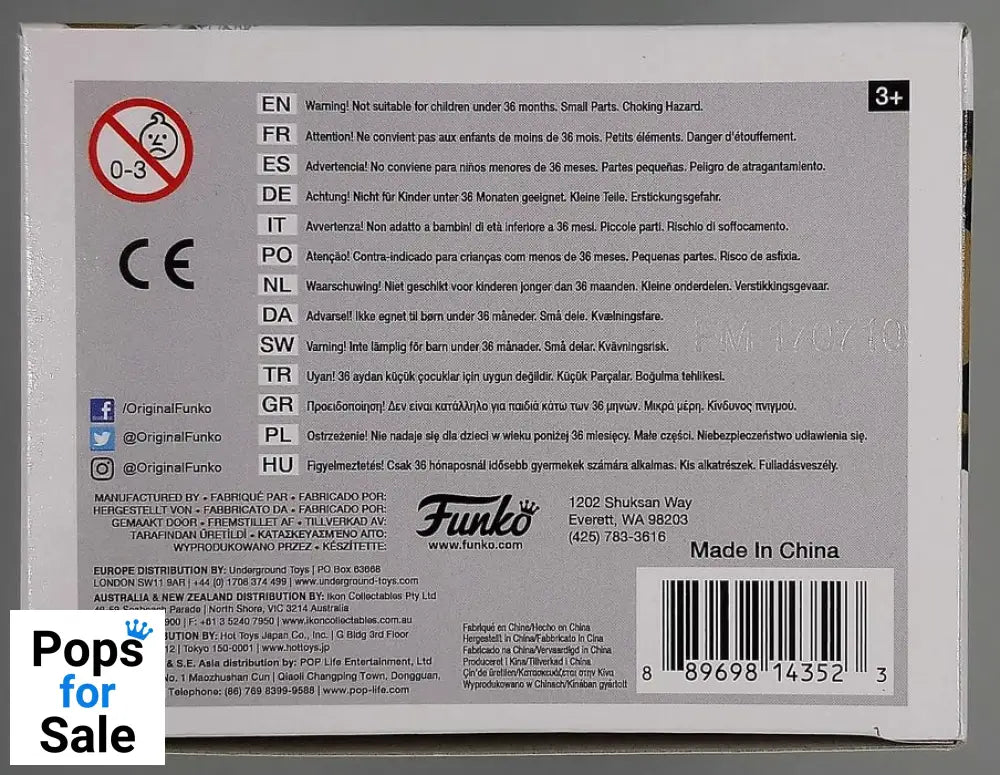 3+
0-3
CE
EN Warning! Not suitable for children under 36 months. Small Parts. Choking Hazard.
FR Attention! Ne convient pas aux enfants de moins de 36 mois. Petits éléments. Danger d'étouffement.
ES Advertencia! No conviene para niños menores de 36 meses. Partes pequeñas. Peligro de atragantamiento.
DE Achtung! Nicht für Kinder unter 36 Monaten geeignet. Kleine Teile. Erstickungsgefahr.
IT Avvertenza! Non adatto a bambini di età inferiore a 36 mesi. Piccole parti. Rischio di soffocamento.
PO Atenção! Contra-indicado para crianças com menos de 36 meses. Pequenas partes. Risco de asfixia.
NL Waarschuwing! Niet geschikt voor kinderen jonger dan 36 maanden. Kleine onderdelen. Verstikkingsgevaar.
DA Advarsel! Ikke egnet til børn under 36 måneder. Små dele. Kvælningsfare.
SW Varning! Inte lämplig för barn under 36 månader. Små delar. Kvävningsrisk.
TR Uyan! 36 aydan küçük çocuklar için uygun değildir. Küçük Parçalar. Boğulma tehlikesi.
GR Προειδοποίηση! Δεν είναι κατάλληλο για παιδιά κάτω των 36 μηνών. Μικρά μέρη. Κίνδυνος πνιγμού.
PL Ostrzeżenie! Nie nadaje się dla dzieci w wieku poniżej 36 miesięcy. Małe części. Niebezpieczeństwo udławienia się.
HU Figyelmeztetés! Csak 36 hónaposnál idősebb gyermekek számára alkalmas. Kis alkatrészek. Fulladásveszély.
/OriginalFunko
@OriginalFunko
@OriginalFunko
MANUFACTURED BY • FABRIQUÉ PAR • FABRICADO POR:
HERGESTELLT VON • FABBRICATO DA • FABRICADO POR:
GEMAAKT DOOR • FREMSTILLET AF • TILLVERKAD AV:
TARAFINDAN ÜRETİLDİ • ΚΑΤΑΣΚΕΥΑΣΜΕΝΟ ΑΠΟ:
WYPRODUKOWANO PRZEZ • KÉSZÍTETTE:
Funko
www.funko.com
1202 Shuksan Way
Everett, WA 98203
(425) 783-3616
Made In China
EUROPE DISTRIBUTION BY: Underground Toys | PO Box 63668
LONDON SW11 9AR | +44 (0) 1708 374 499 | www.underground-toys.com
AUSTRALIA & NEW ZEALAND DISTRIBUTION BY: Ikon Collectables Pty Ltd
Parade | North Shore, VIC 3214 Australia
900 | F: +61 3 5240 7950 | www.ikoncollectables.com.au
UTION BY: Hot Toys Japan Co., Inc. | G Bldg 3rd Floor
12 | Tokyo 150-0001 | www.hottoys.jp
& S.E. Asia distribution by: POP Life Entertainment, Ltd
No. 1 Maozhushan Cun | Qiaoli Changping Town, Dongguan,
Telephone: (86) 769 8399-9588 | www.pop-life.com
Fabriqué en China/Hecho en China
Hergestellt in China/Fabbricato in Cina
Fabricado na China/Vervaardigd in China
Produceret i Kina/Tillverkad i China
Çin'de üretilen/Κατασκευάζεται στην Κίνα
Wyprodukowano w Chinach/Kínában gyártott
8 89698 14352 3
Pops
for
Sale